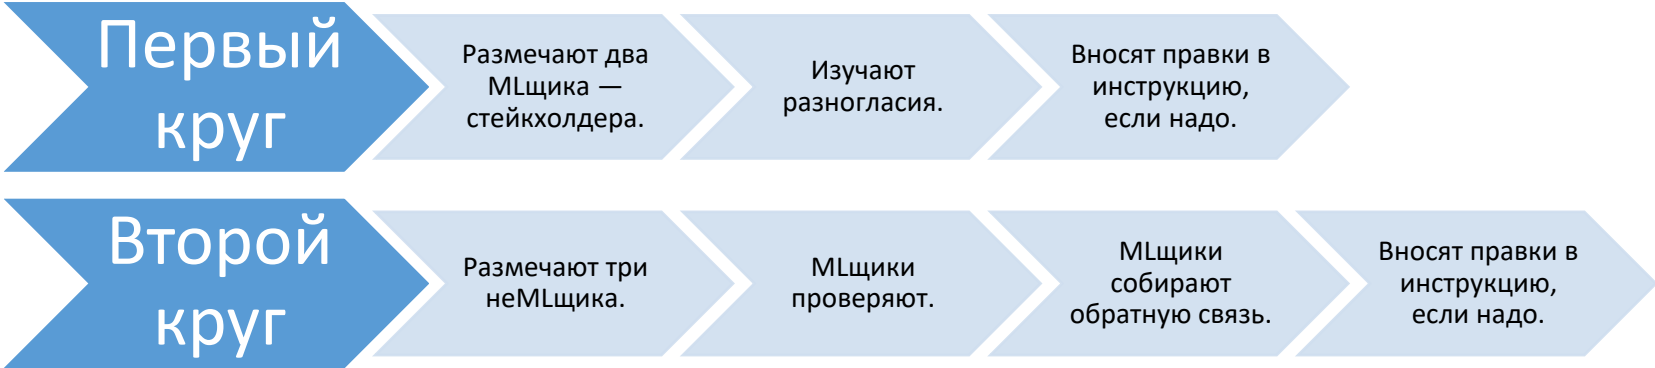 Первый
круг
Размечают два
MLщика —
стейкхолдера.
Изучают
разногласия.
Вносят правки в
инструкцию,
если надо.
Второй
круг
Размечают три
неMLщика.
MLщики
проверяют.
MLщики
собирают
обратную связь.
Вносят правки в
инструкцию,
если надо.